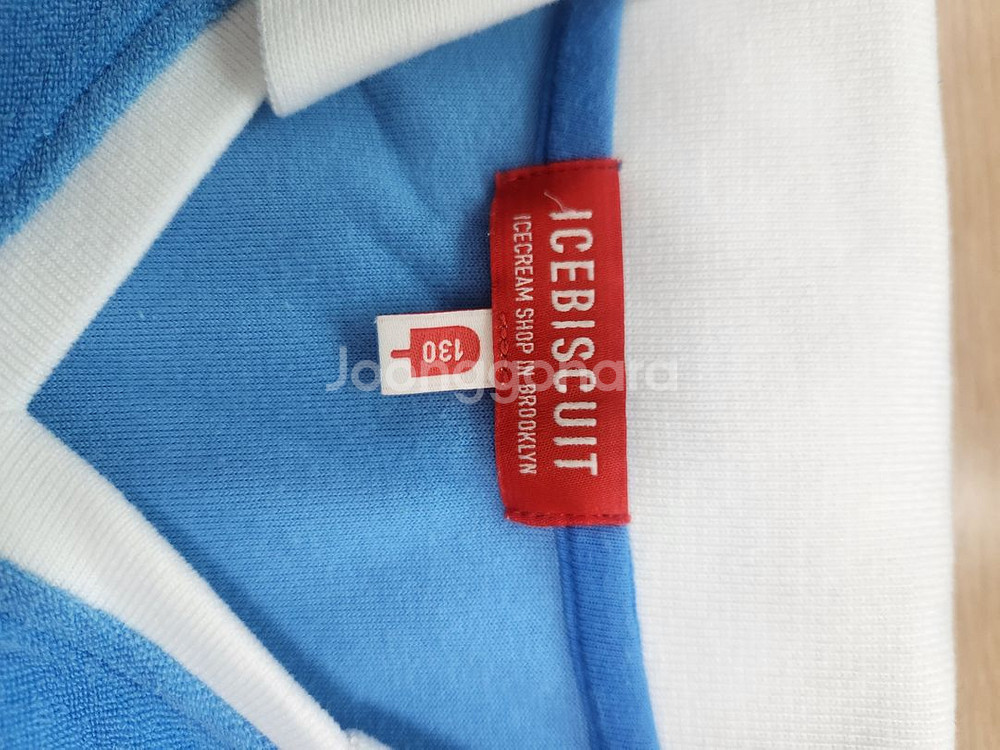 ICEBISCUIT
ICECREAM SHOP IN BROOKLYN
130
Joonggonara